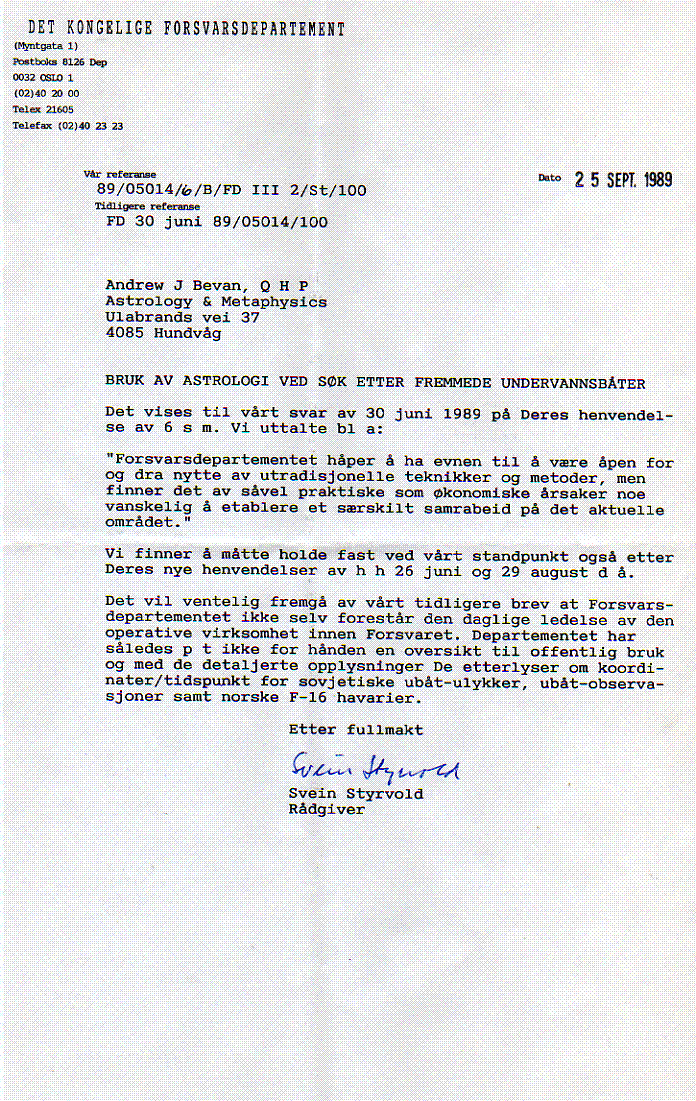 DET KONGELIGE FORSVARSDEPARTEMENT
(Myntgata 1)
Postboks 8126 Dep
0032 OSLO 1
(02)40 20 00
Telex 21605
Telefax (02)40 23 23
Vår referanse
89/05014/6/B/FD III 2/St/100
Dato 25 SEPT. 1989
Tidligere referanse
FD 30 juni 89/05014/100
Andrew J Bevan, Q H P
Astrology & Metaphysics
Ulabrands vei 37
4085 Hundvåg
BRUK AV ASTROLOGI VED SØK ETTER FREMMEDE UNDERVANNSBÅTER
Det vises til vårt svar av 30 juni 1989 på Deres henvendel-
se av 6 s m. Vi uttalte bl a:
"Forsvarsdepartementet håper å ha evnen til å være åpen for
og dra nytte av utradisjonelle teknikker og metoder, men
finner det av såvel praktiske som økonomiske årsaker noe
vanskelig å etablere et særskilt samrabeid på det aktuelle
området."
Vi finner å måtte holde fast ved vårt standpunkt også etter
Deres nye henvendelser av h h 26 juni og 29 august d å.
Det vil ventelig fremgå av vårt tidligere brev at Forsvars-
departementet ikke selv forestår den daglige ledelse av den
operative virksomhet innen Forsvaret. Departementet har
således p t ikke for hånden en oversikt til offentlig bruk
og med de detaljerte opplysninger De etterlyser om koordi-
nater/tidspunkt for sovjetiske ubåt-ulykker, ubåt-observa-
sjoner samt norske F-16 havarier.
Etter fullmakt
Svein Styrvold
Svein Styrvold
Rådgiver